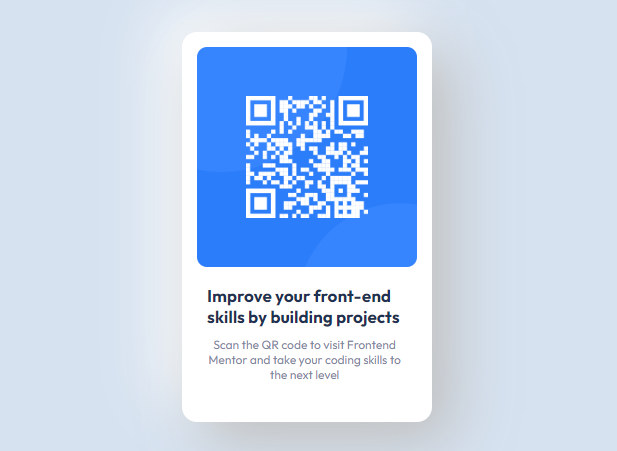 Improve your front-end
skills by building projects
Scan the QR code to visit Frontend
Mentor and take your coding skills to
the next level